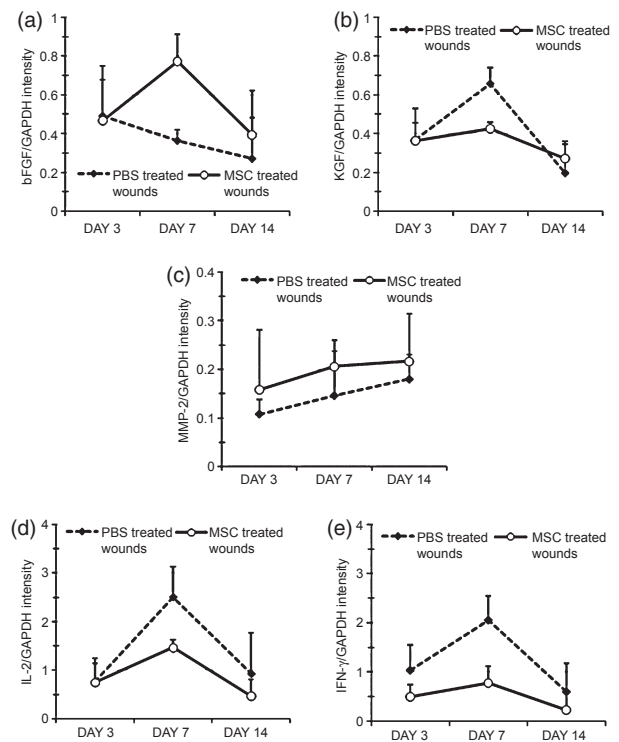 (a)
1
0.8
0.6
0.4
0.2
0
bFGF/GAPDH intensity
PBS treated wounds
MSC treated wounds
DAY 3 DAY 7 DAY 14
(b)
1
0.8
0.6
0.4
0.2
0
KGF/GAPDH intensity
PBS treated wounds
MSC treated wounds
DAY 3 DAY 7 DAY 14
(c)
0.4
0.3
0.2
0.1
0
MMP-2/GAPDH intensity
PBS treated wounds
MSC treated wounds
DAY 3 DAY 7 DAY 14
(d)
4
3
2
1
0
IL-2/GAPDH intensity
PBS treated wounds
MSC treated wounds
DAY 3 DAY 7 DAY 14
(e)
4
3
2
1
0
IFN-γ/GAPDH intensity
PBS treated wounds
MSC treated wounds
DAY 3 DAY 7 DAY 14